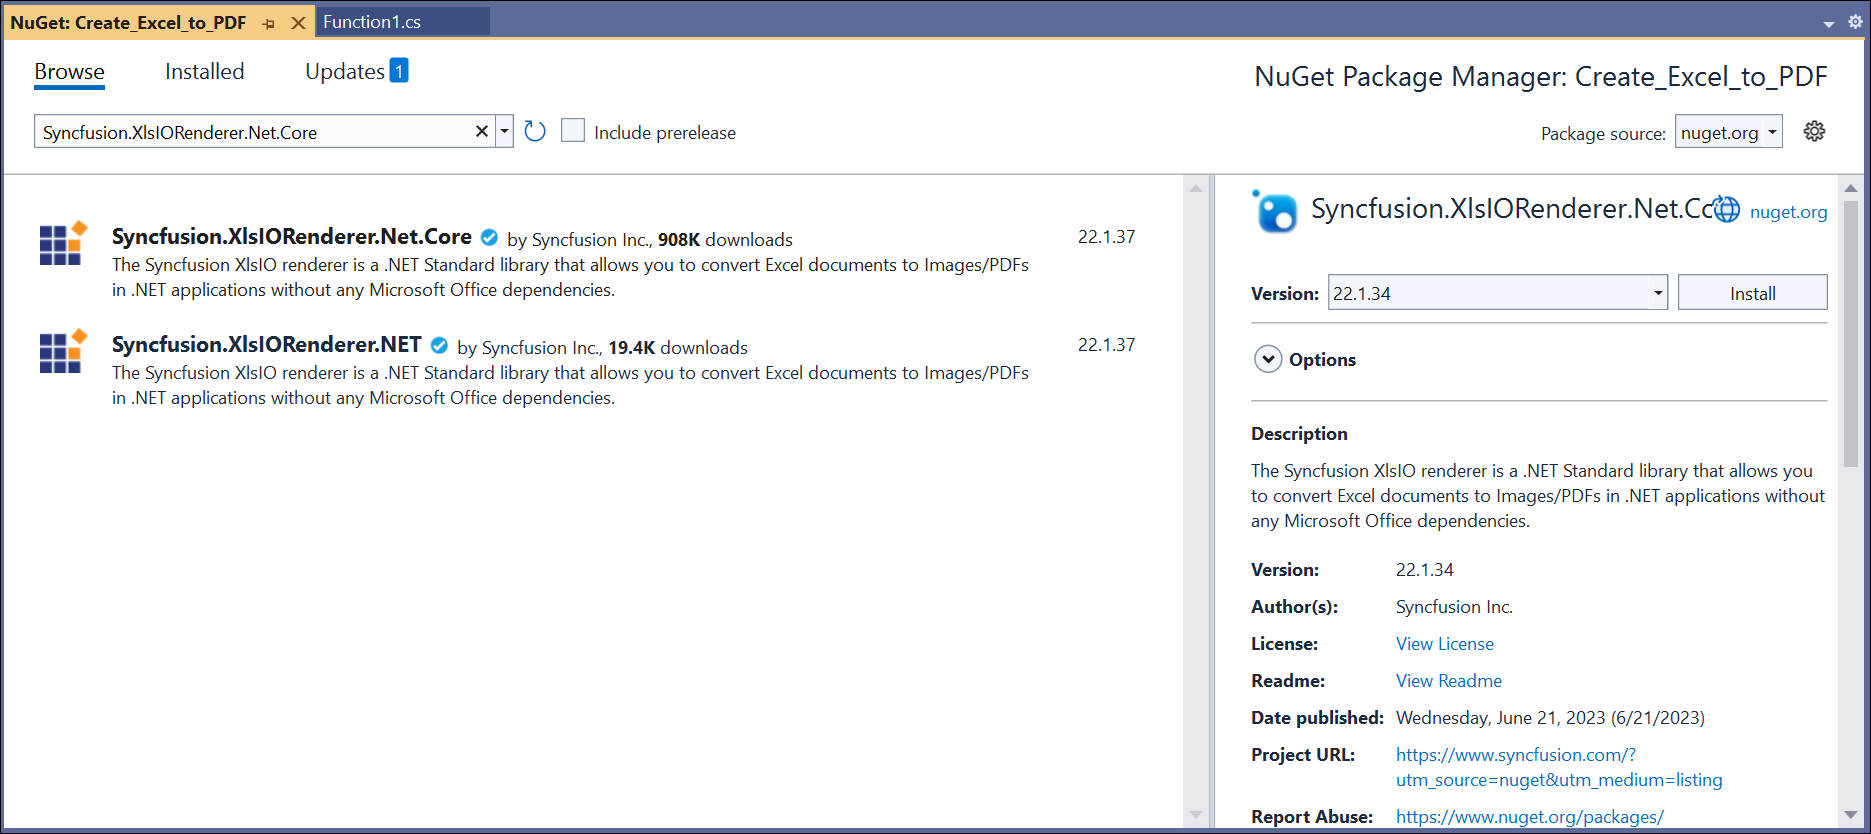 NuGet: Create_Excel_to_PDF
Function1.cs
Browse
Installed
Updates 1
NuGet Package Manager: Create_Excel_to_PDF
Syncfusion.XlsIORenderer.Net.Core
Include prerelease
Package source: nuget.org
Syncfusion.XlsIORenderer.Net.Core by Syncfusion Inc., 908K downloads 22.1.37
The Syncfusion XlsIO renderer is a .NET Standard library that allows you to convert Excel documents to Images/PDFs
in .NET applications without any Microsoft Office dependencies.
Syncfusion.XlsIORenderer.NET by Syncfusion Inc., 19.4K downloads 22.1.37
The Syncfusion XlsIO renderer is a .NET Standard library that allows you to convert Excel documents to Images/PDFs
in .NET applications without any Microsoft Office dependencies.
Syncfusion.XlsIORenderer.Net.Cc nuget.org
Version: 22.1.34 Install
Options
Description
The Syncfusion XlsIO renderer is a .NET Standard library that allows you
to convert Excel documents to Images/PDFs in .NET applications without
any Microsoft Office dependencies.
Version: 22.1.34
Author(s): Syncfusion Inc.
License: View License
Readme: View Readme
Date published: Wednesday, June 21, 2023 (6/21/2023)
Project URL: https://www.syncfusion.com/?
utm_source=nuget&utm_medium=listing
Report Abuse: https://www.nuget.org/packages/